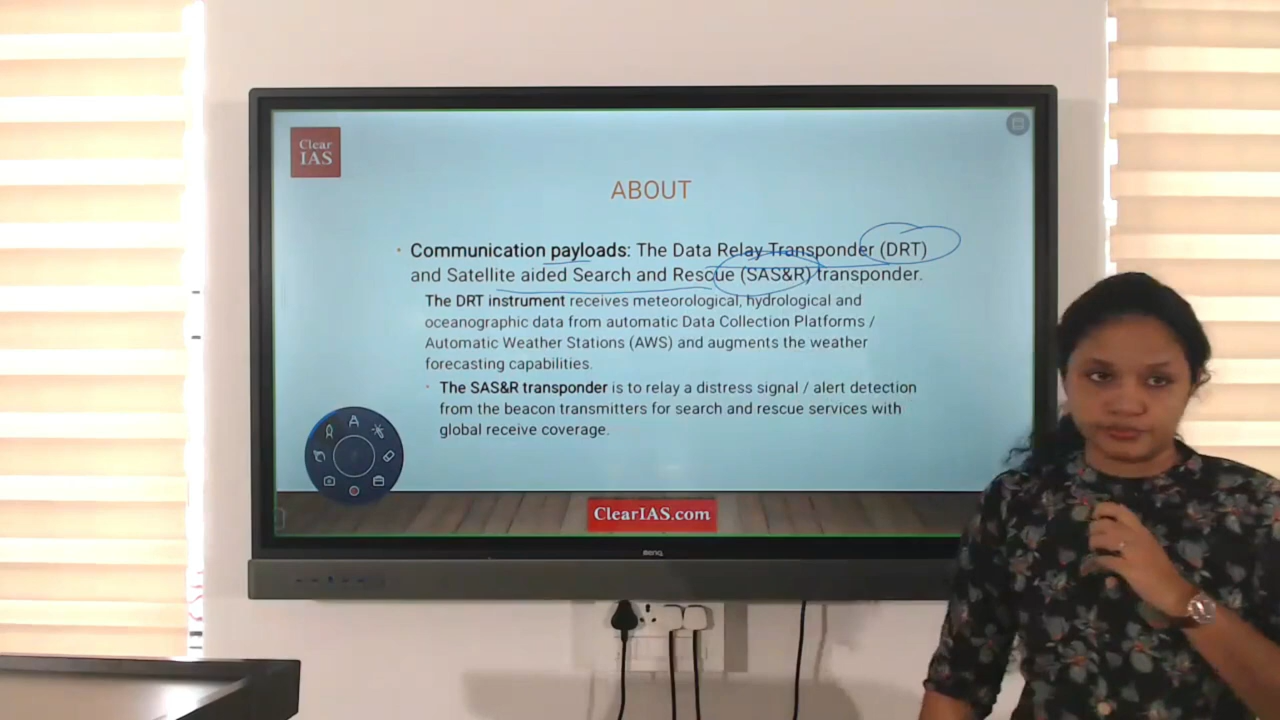 Clear
IAS
ABOUT
• Communication payloads: The Data Relay Transponder (DRT)
and Satellite aided Search and Rescue (SAS&R) transponder.
The DRT instrument receives meteorological, hydrological and
oceanographic data from automatic Data Collection Platforms /
Automatic Weather Stations (AWS) and augments the weather
forecasting capabilities.
• The SAS&R transponder is to relay a distress signal / alert detection
from the beacon transmitters for search and rescue services with
global receive coverage.
ClearIAS.com
BenQ